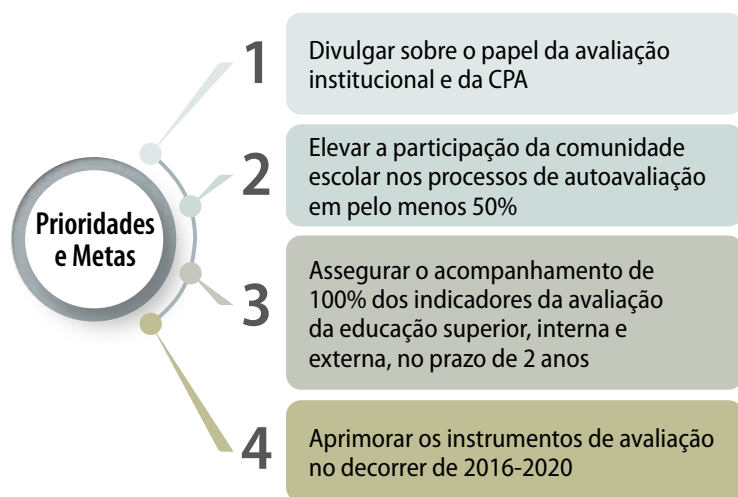 Prioridades
e Metas
1
Divulgar sobre o papel da avaliação
institucional e da CPA
2
Elevar a participação da comunidade
escolar nos processos de autoavaliação
em pelo menos 50%
3
Assegurar o acompanhamento de
100% dos indicadores da avaliação
da educação superior, interna e
externa, no prazo de 2 anos
4
Aprimorar os instrumentos de avaliação
no decorrer de 2016-2020